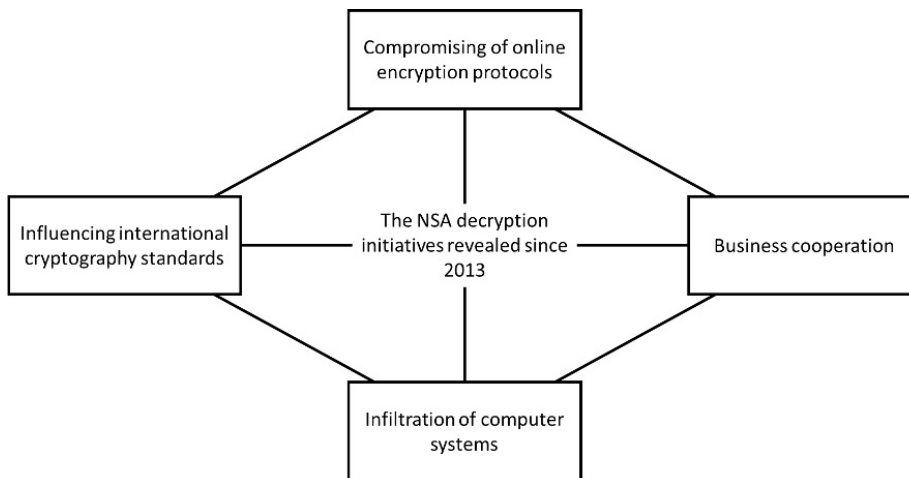 Compromising of online
encryption protocols
Influencing international
cryptography standards
The NSA decryption
initiatives revealed since
2013
Business cooperation
Infiltration of computer
systems